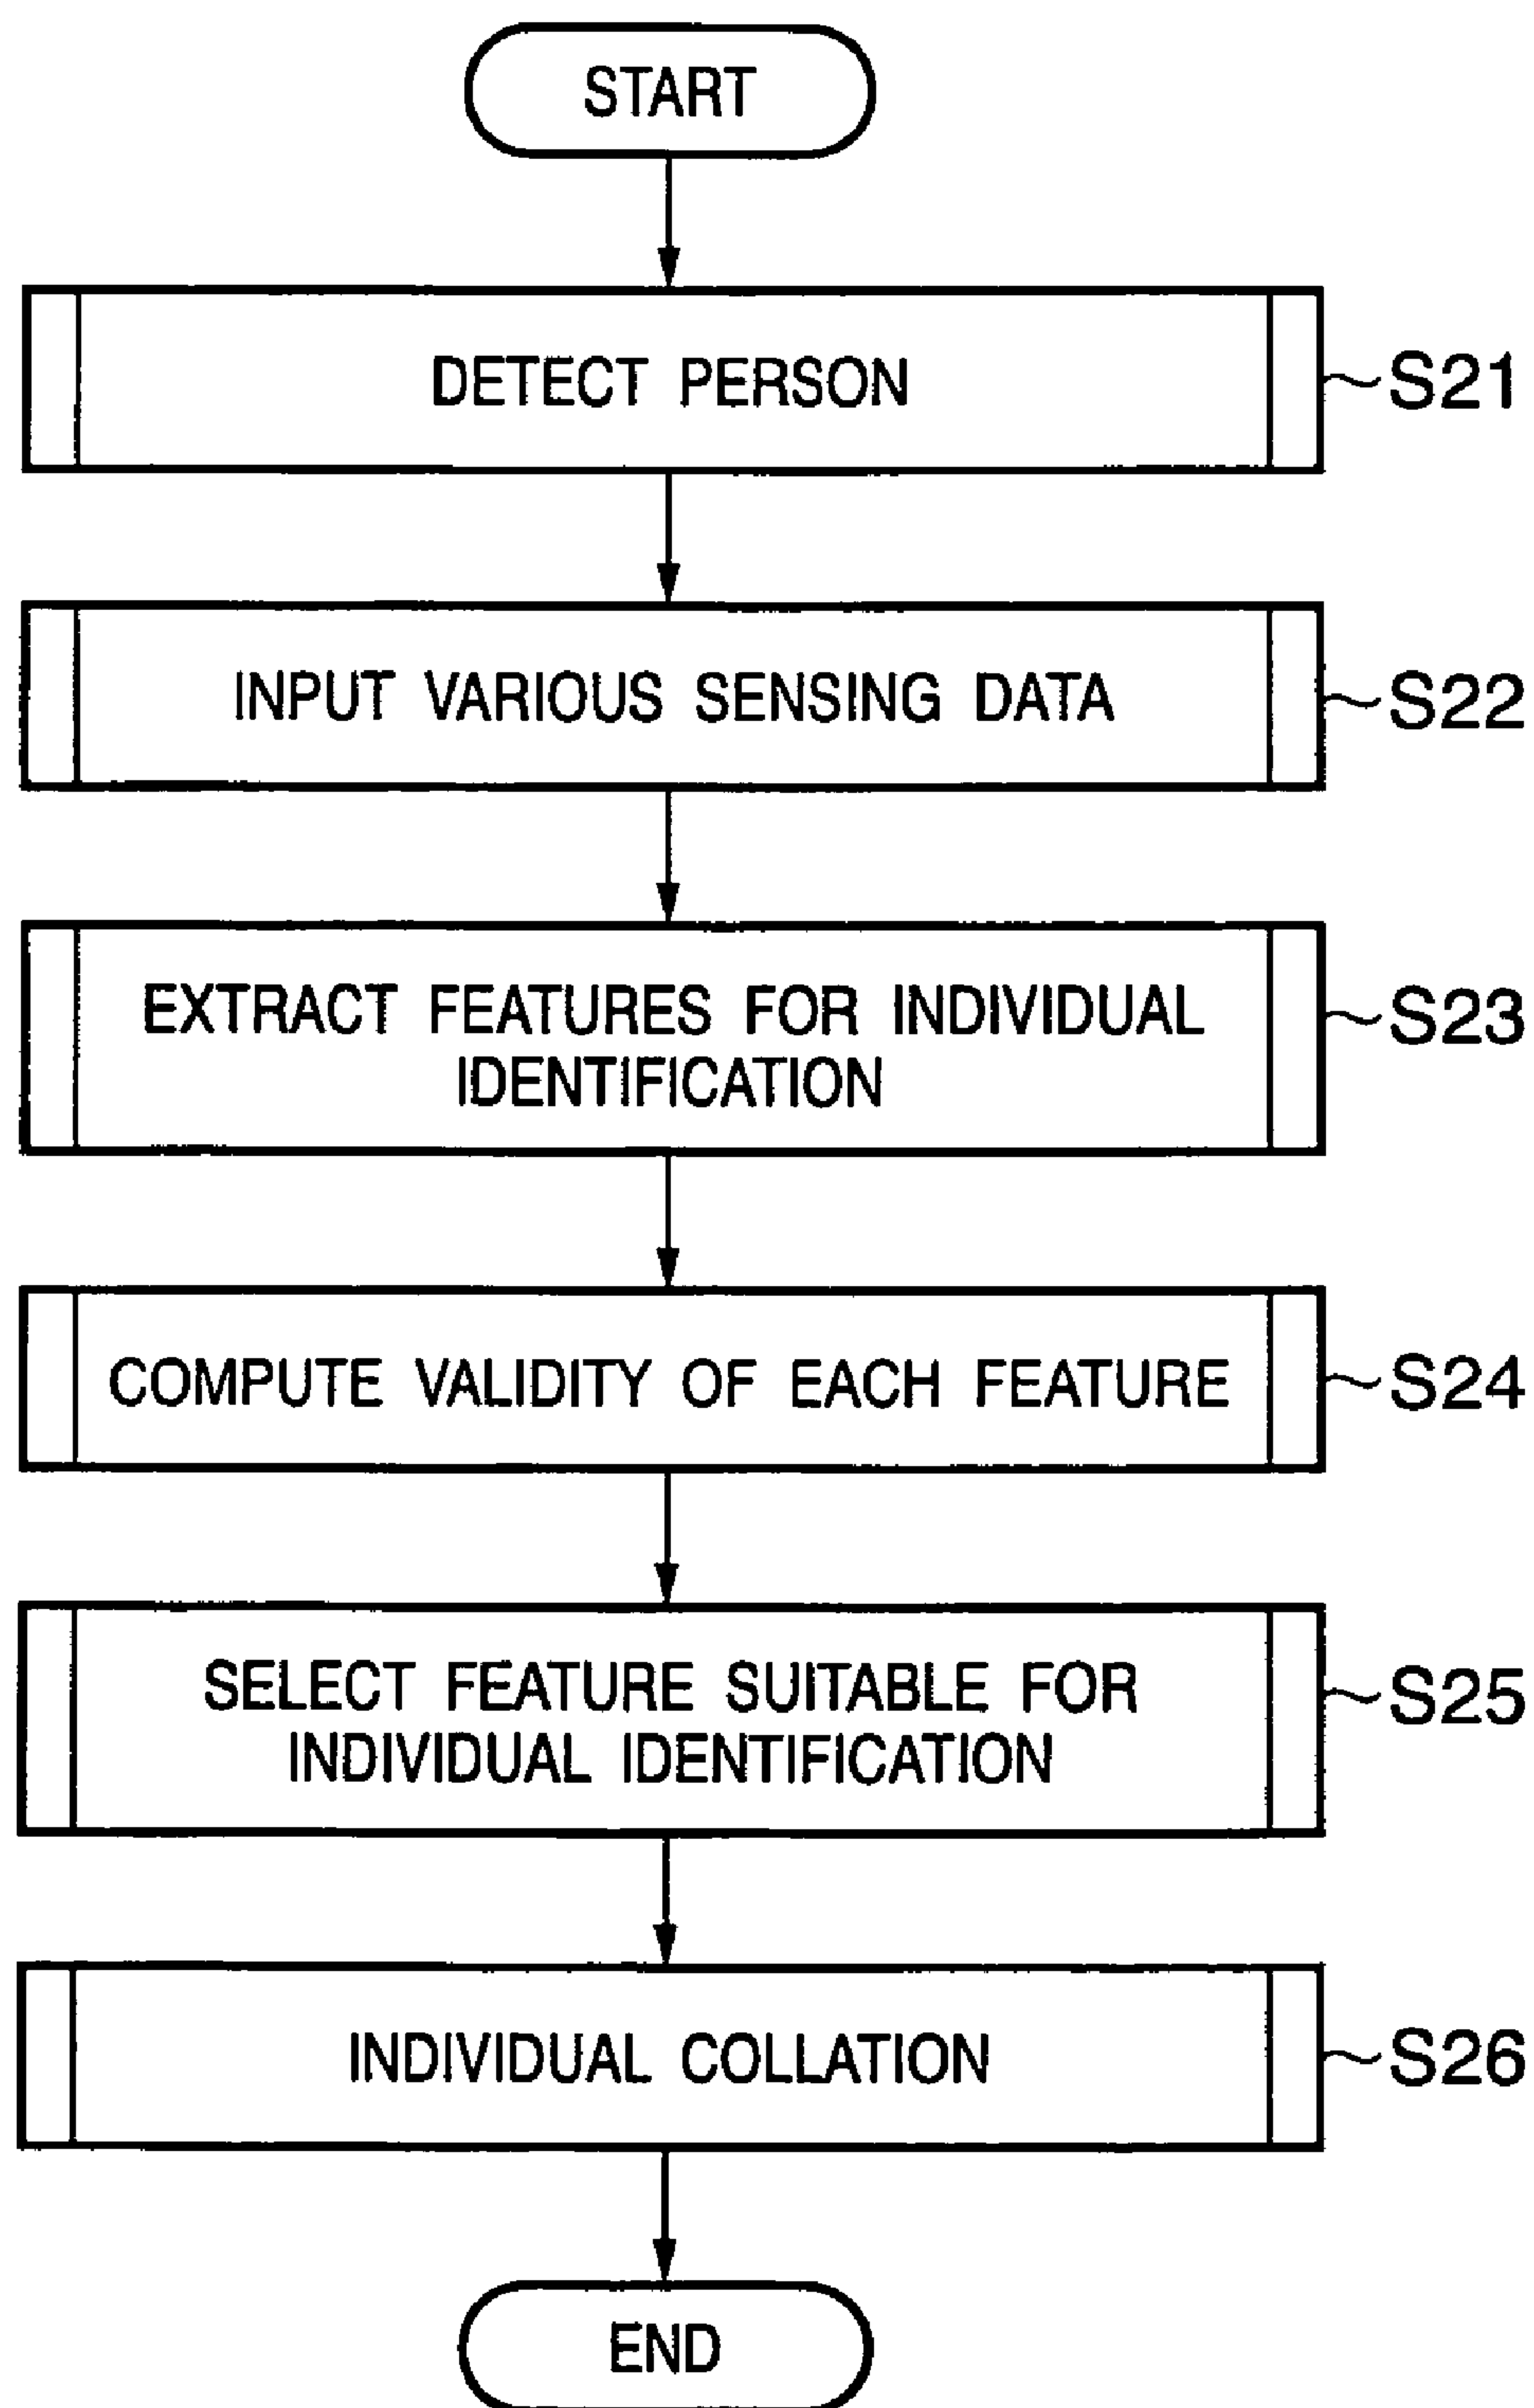 START
DETECT PERSON
S21
INPUT VARIOUS SENSING DATA
S22
EXTRACT FEATURES FOR INDIVIDUAL
IDENTIFICATION
S23
COMPUTE VALIDITY OF EACH FEATURE
S24
SELECT FEATURE SUITABLE FOR
INDIVIDUAL IDENTIFICATION
S25
INDIVIDUAL COLLATION
S26
END